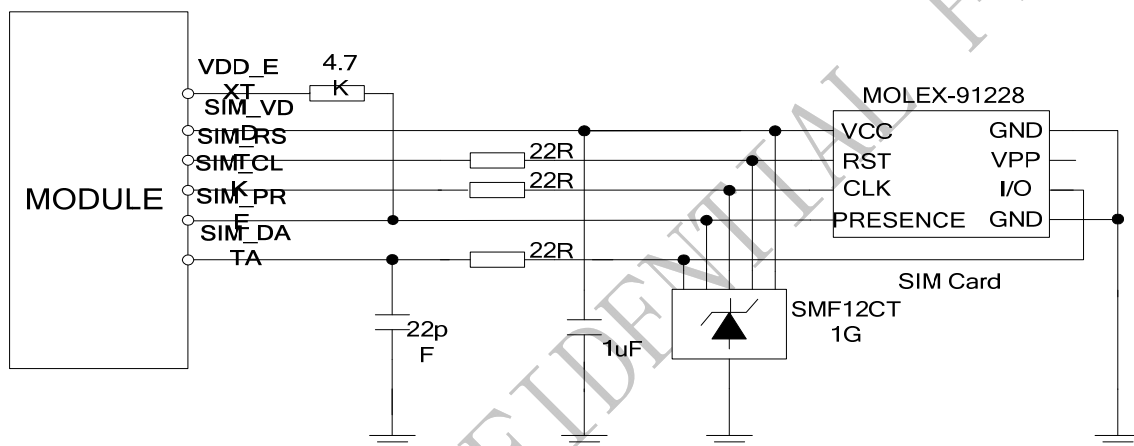 VDD_E
XT
4.7
K
SIM_VD
D
SIM_RS
T
SIM_CL
K
SIM_PR
E
SIM_DA
TA
MODULE
22R
22R
22R
22p
F
1uF
MOLEX-91228
VCC
GND
RST
VPP
CLK
I/O
PRESENCE
GND
SIM Card
SMF12CT
1G